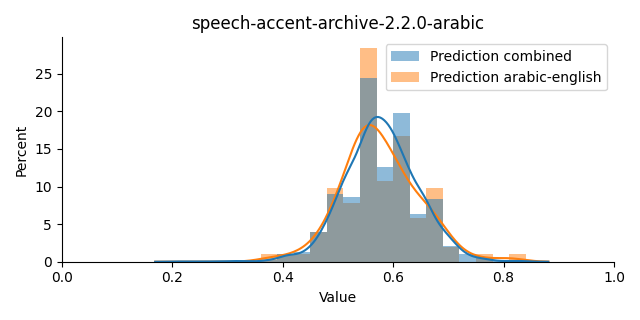 speech-accent-archive-2.2.0-arabic
Prediction combined
Prediction arabic-english
Percent
25
20
15
10
5
0
0.0 0.2 0.4 0.6 0.8 1.0
Value